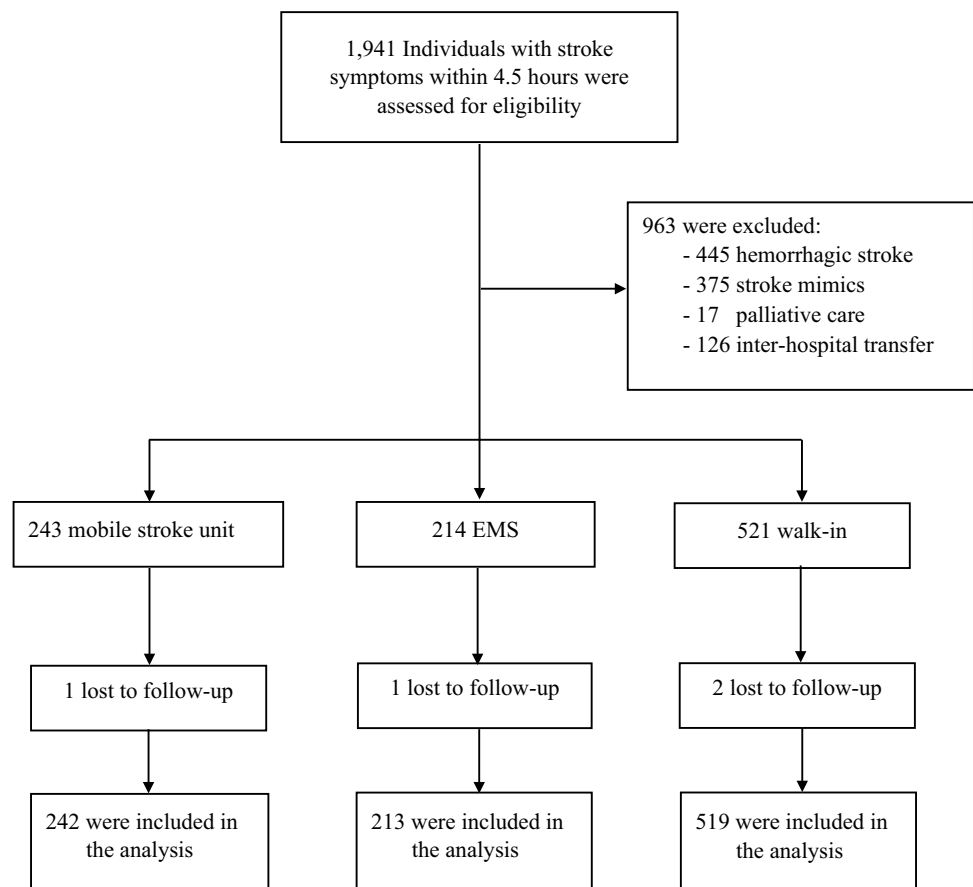 1,941 Individuals with stroke
symptoms within 4.5 hours were
assessed for eligibility
963 were excluded:
- 445 hemorrhagic stroke
- 375 stroke mimics
- 17 palliative care
- 126 inter-hospital transfer
243 mobile stroke unit
214 EMS
521 walk-in
1 lost to follow-up
1 lost to follow-up
2 lost to follow-up
242 were included in
the analysis
213 were included in
the analysis
519 were included in
the analysis